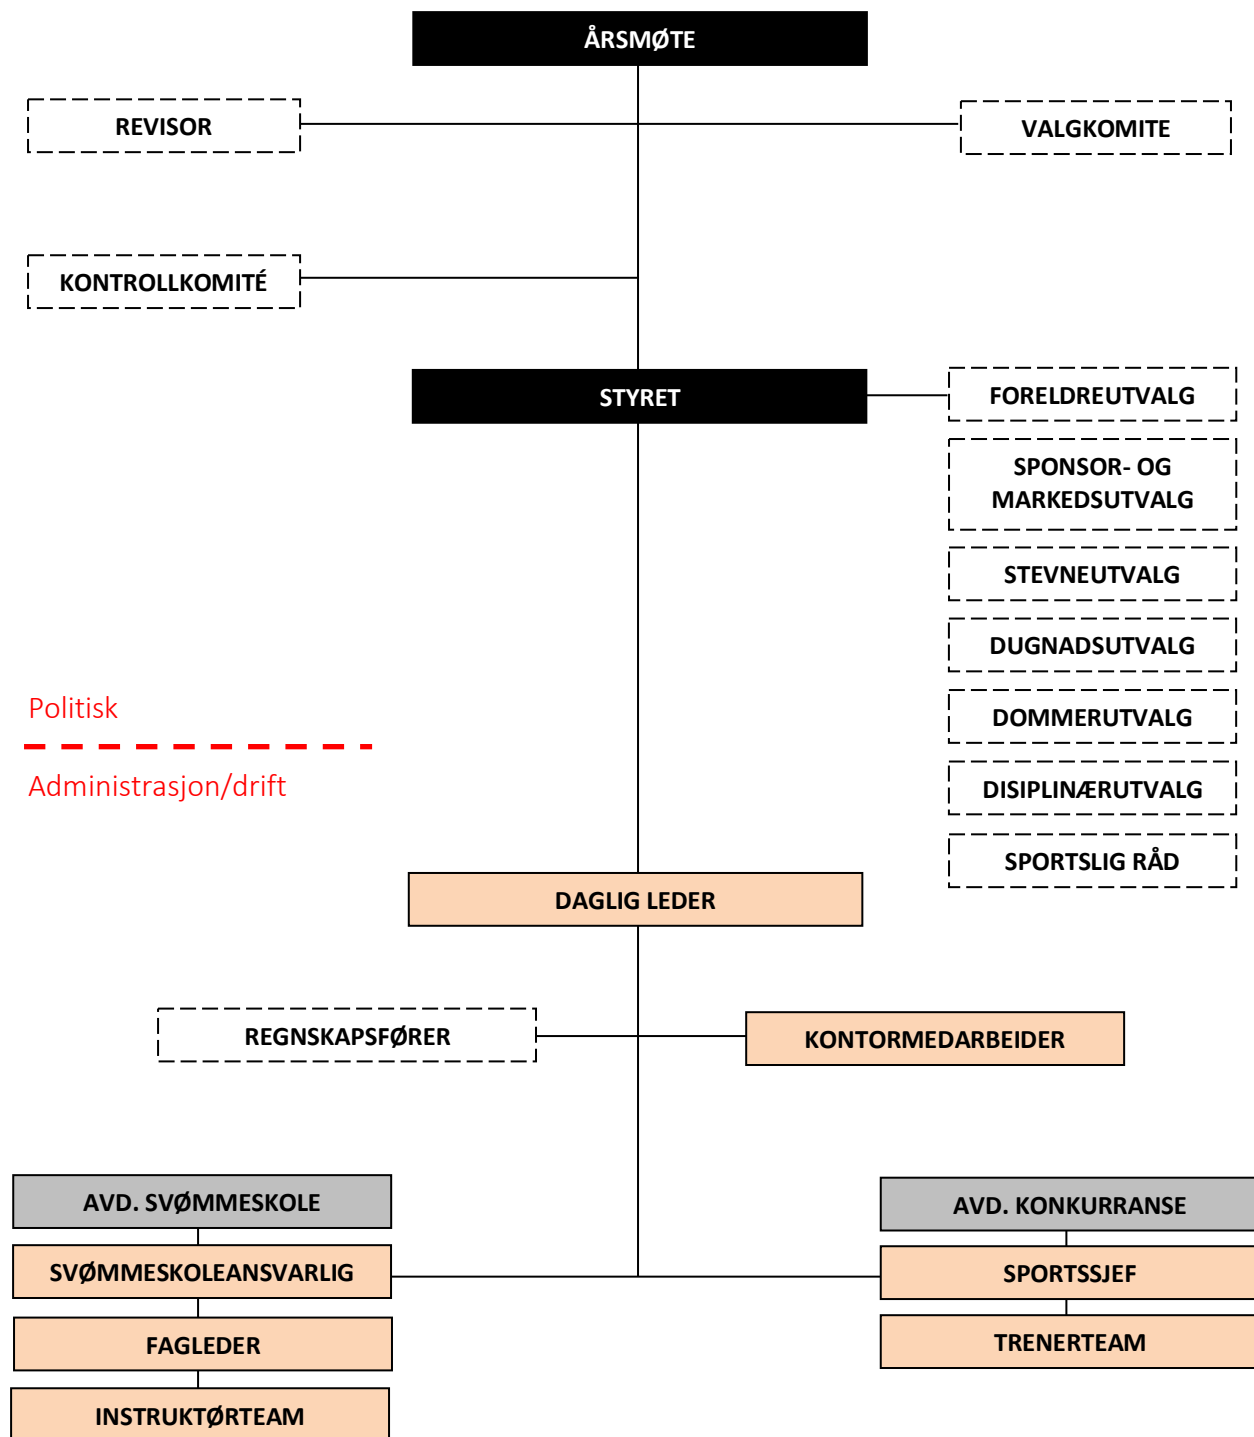 ÅRSMØTE
REVISOR
VALGKOMITE
KONTROLLKOMITÉ
STYRET
FORELDREUTVALG
SPONSOR- OG
MARKEDSUTVALG
STEVNEUTVALG
DUGNADSUTVALG
Politisk
DOMMERUTVALG
Administrasjon/drift
DISIPLINÆRUTVALG
SPORTSLIG RÅD
DAGLIG LEDER
REGNSKAPSFØRER
KONTORMEDARBEIDER
AVD. SVØMMESKOLE
AVD. KONKURRANSE
SVØMMESKOLEANSVARLIG
SPORTSSJEF
FAGLEDER
TRENERTEAM
INSTRUKTØRTEAM